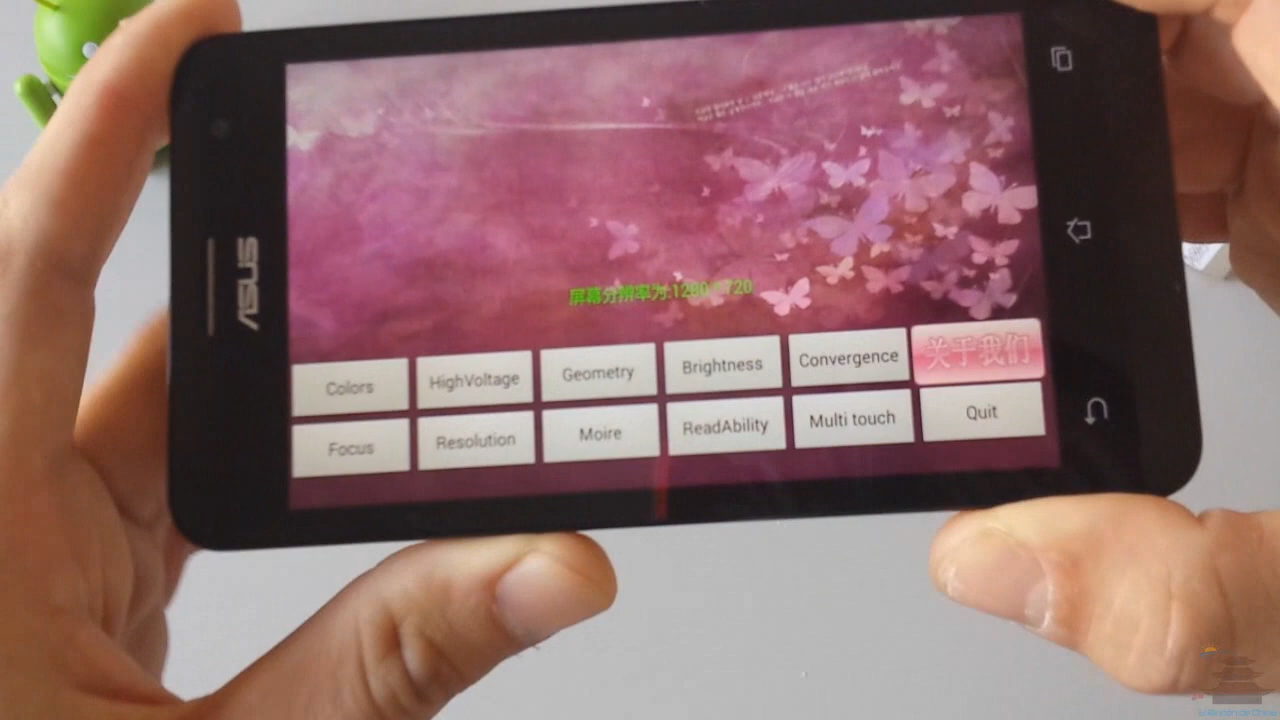 ASUS
屏幕分辨率为:1280*720
Colors
HighVoltage
Geometry
Brightness
Convergence
关于我们
Focus
Resolution
Moire
ReadAbility
Multi touch
Quit